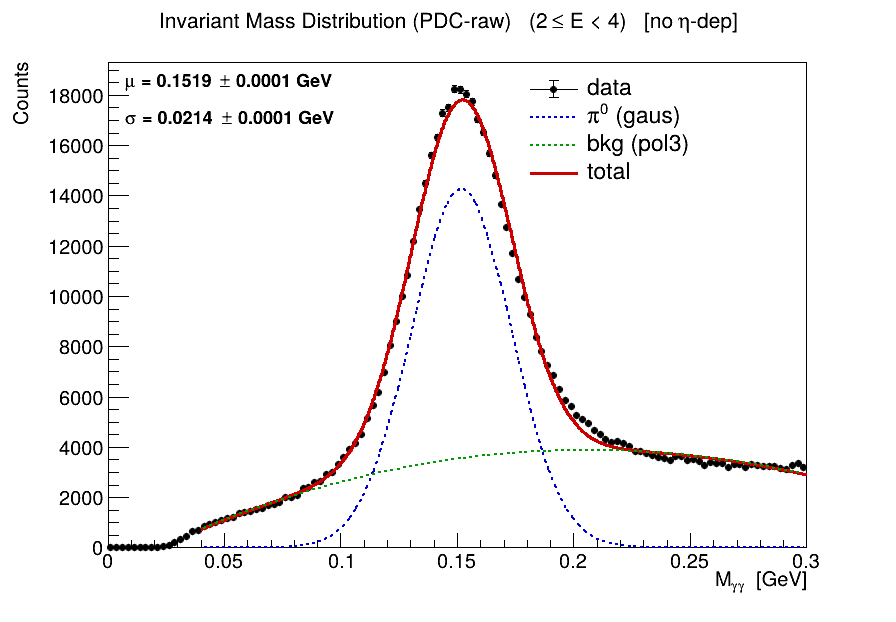 Invariant Mass Distribution (PDC-raw) (2 ≤ E < 4) [no η-dep]
Counts
μ = 0.1519 ± 0.0001 GeV
σ = 0.0214 ± 0.0001 GeV
data
π⁰ (gaus)
bkg (pol3)
total
18000
16000
14000
12000
10000
8000
6000
4000
2000
0
0 0.05 0.1 0.15 0.2 0.25 0.3
Mγγ [GeV]